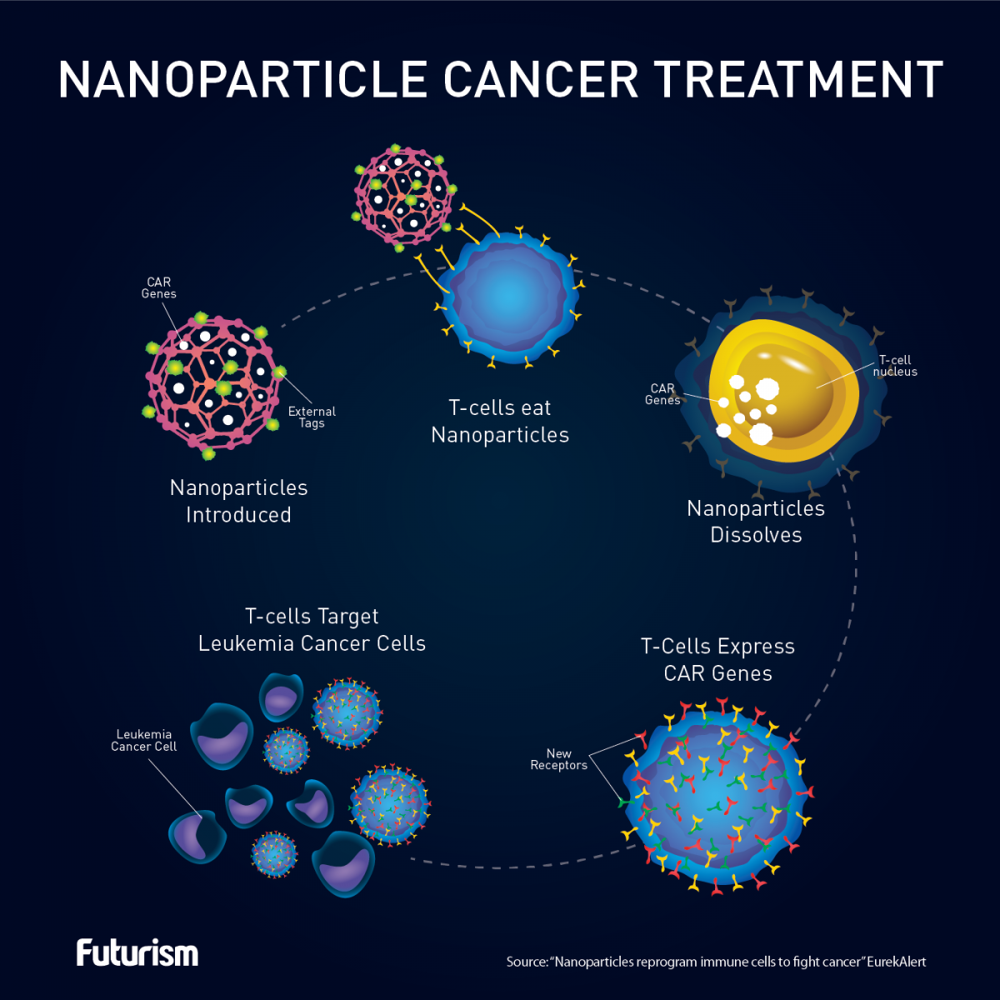 NANOPARTICLE CANCER TREATMENT
CAR
Genes
External
Tags
Nanoparticles
Introduced
T-cells eat
Nanoparticles
CAR
Genes
T-cell
nucleus
Nanoparticles
Dissolves
T-Cells Express
CAR Genes
New
Receptors
T-cells Target
Leukemia Cancer Cells
Leukemia
Cancer Cell
Futurism
Source: “Nanoparticles reprogram immune cells to fight cancer” EurekAlert